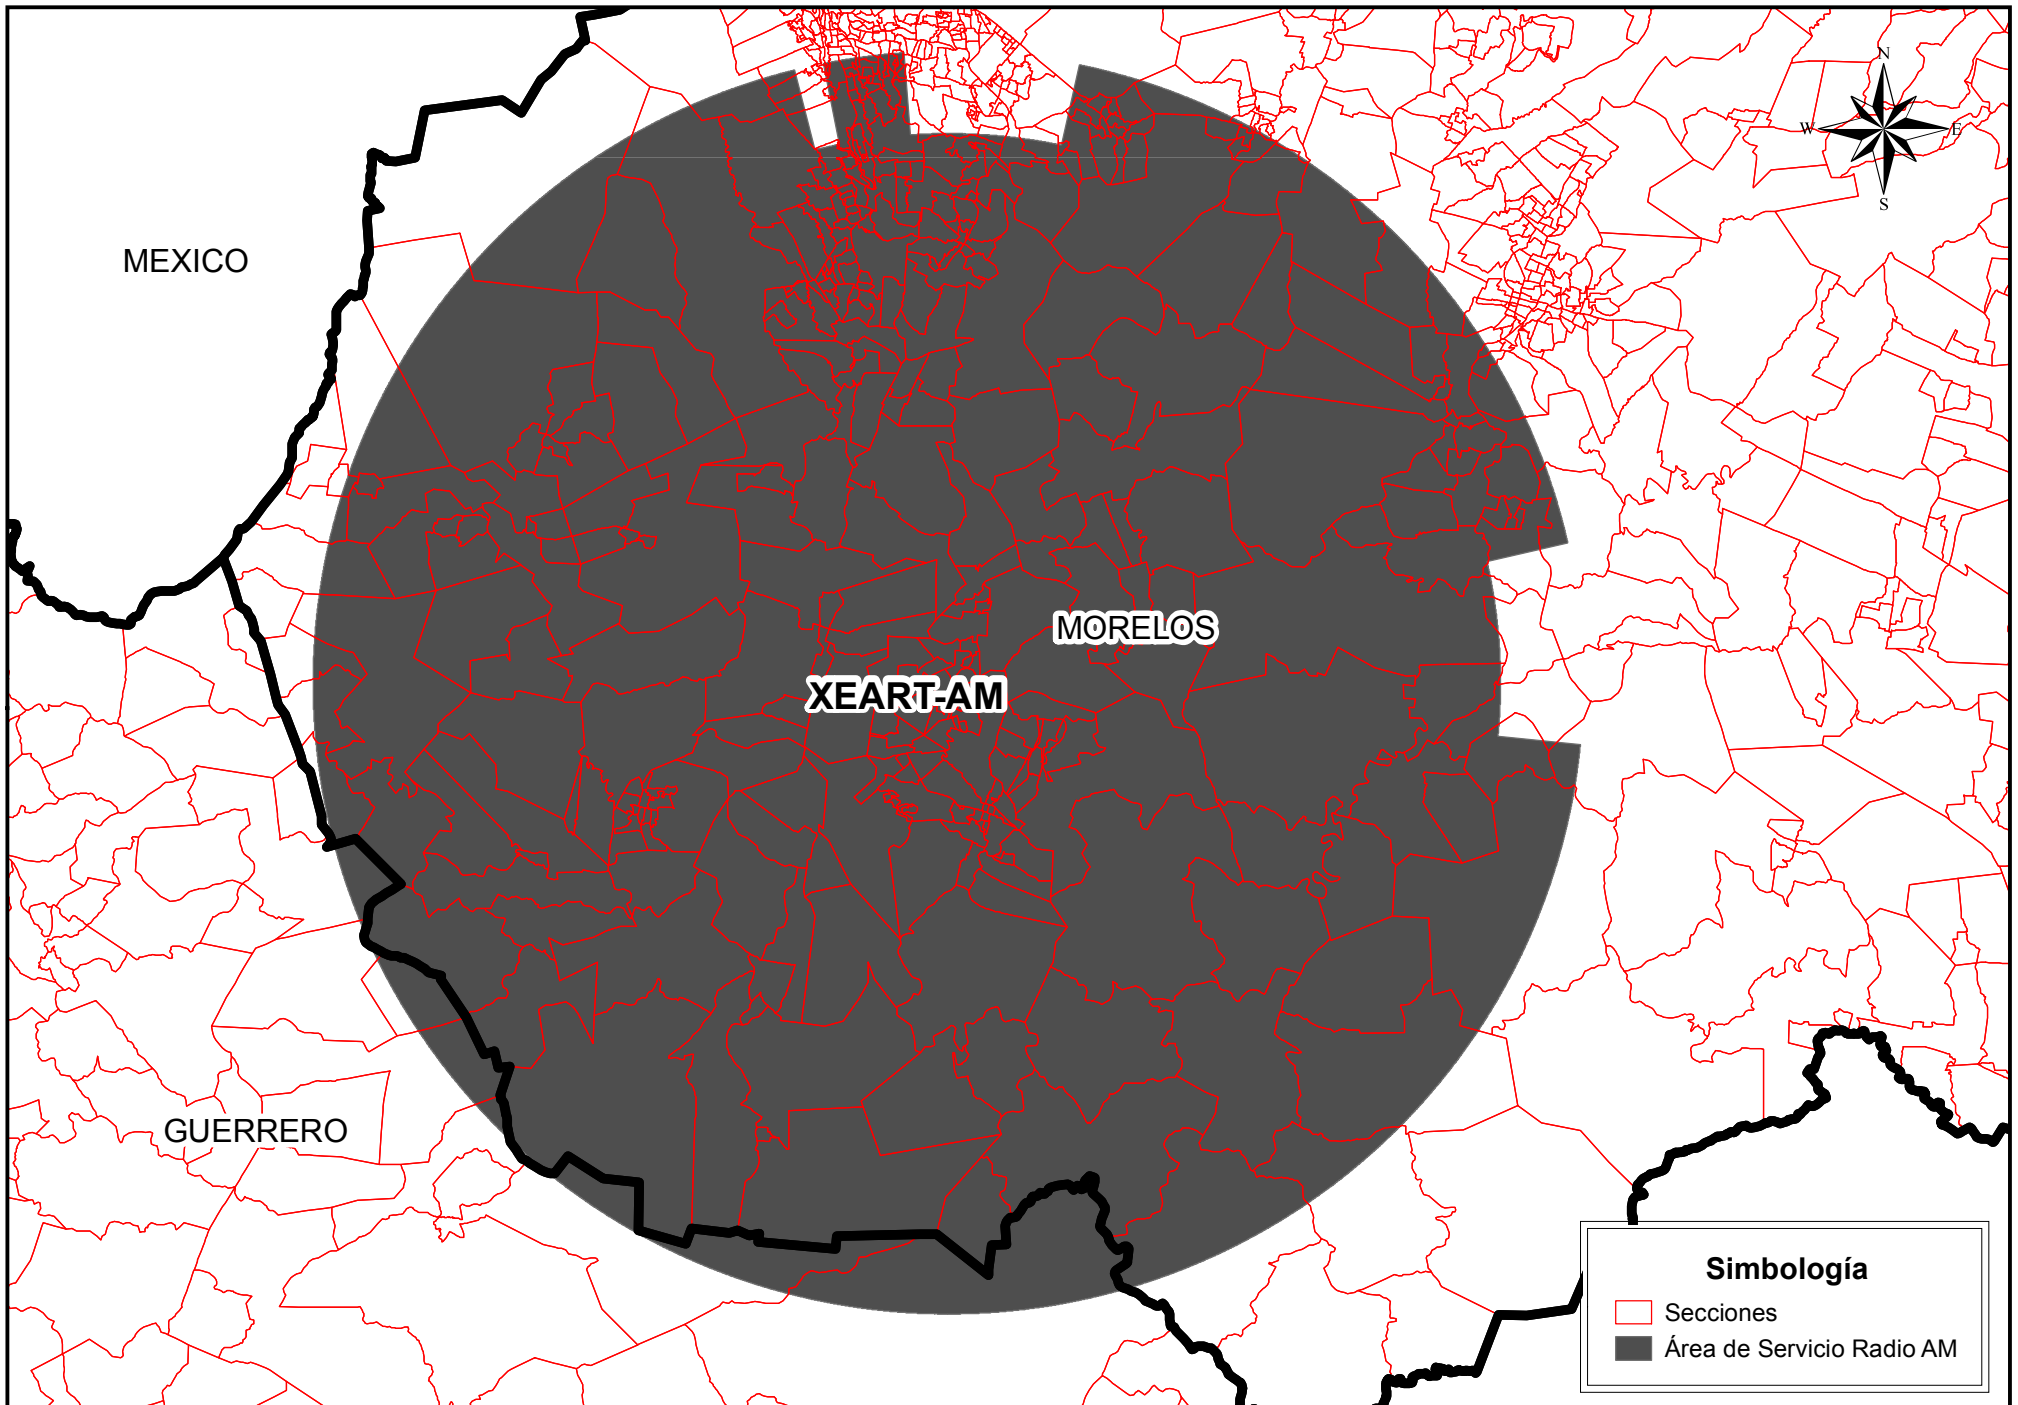 N
W E
S
MEXICO
MORELOS
XEART-AM
GUERRERO
Simbología
Secciones
Área de Servicio Radio AM